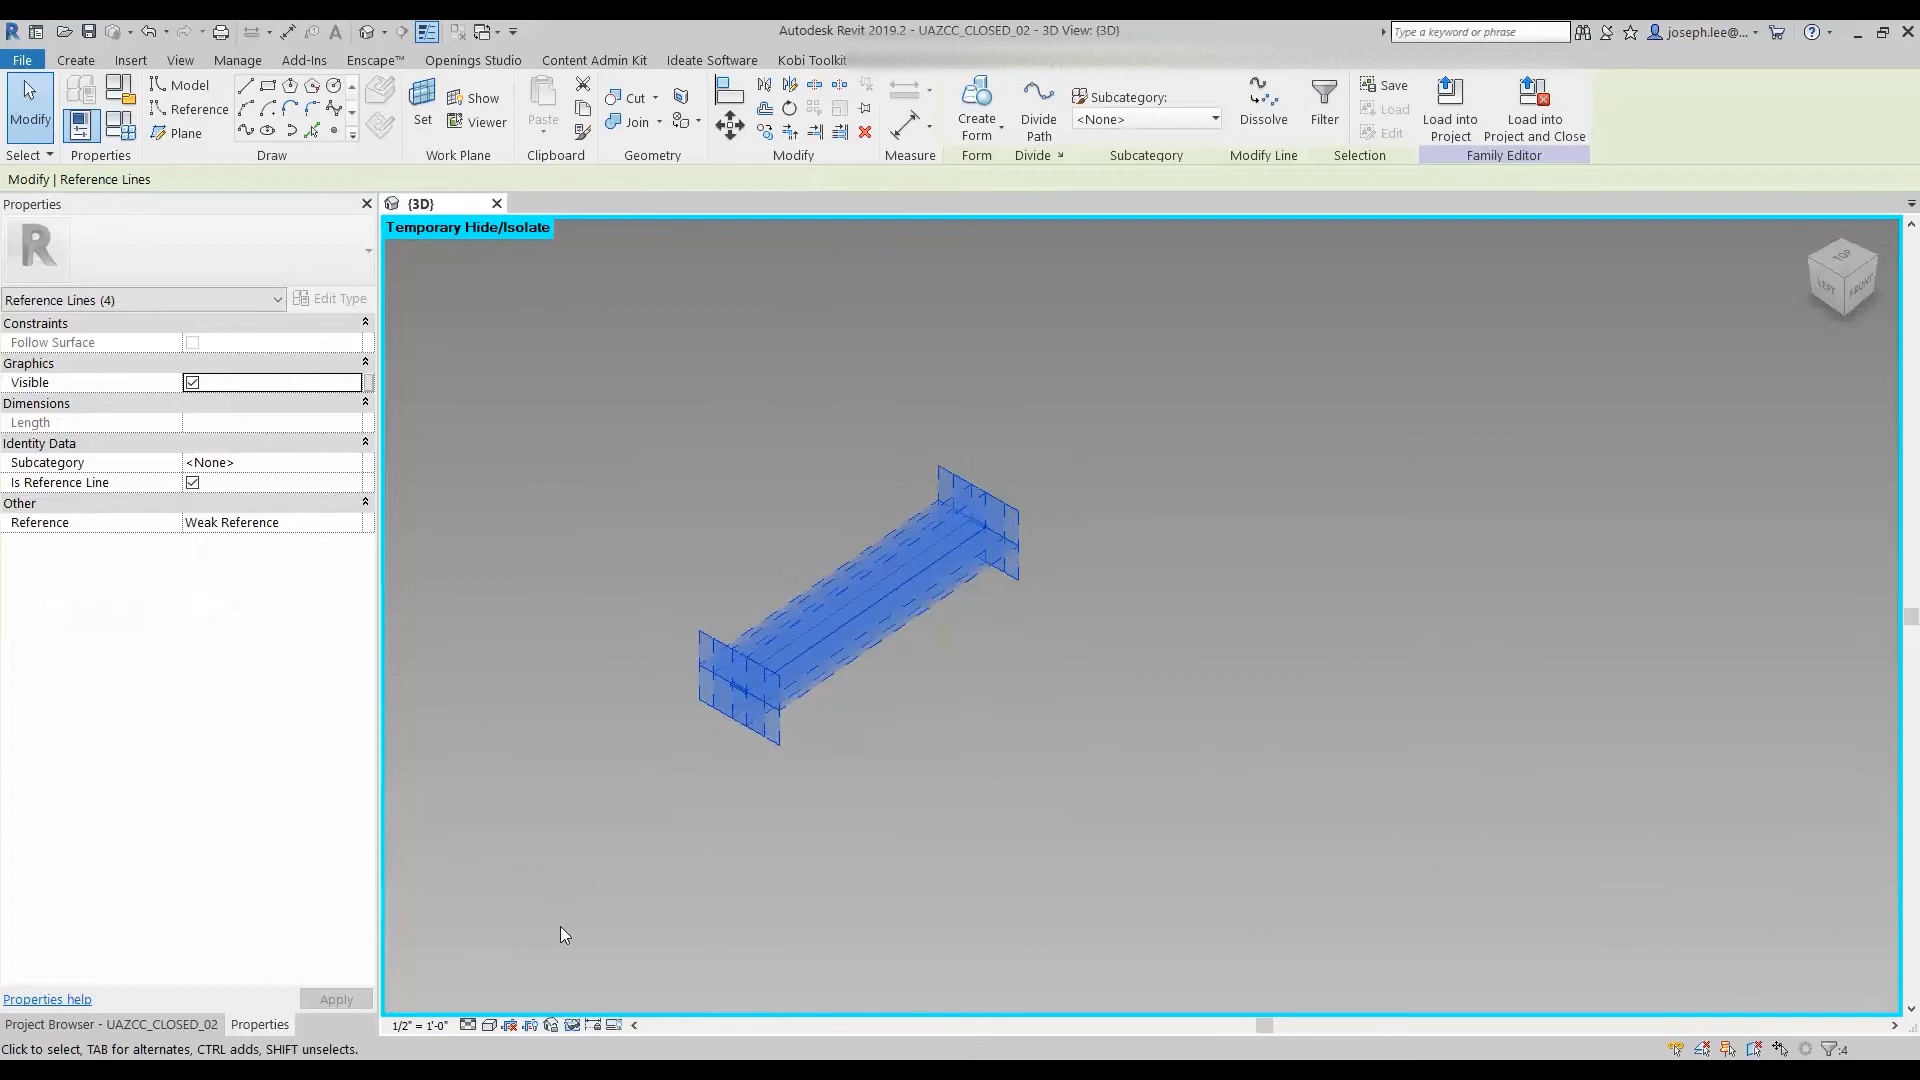 Autodesk Revit 2019.2 - UAZCC_CLOSED_02 - 3D View: {3D}
Type a keyword or phrase
joseph.lee@...
File Create Insert View Manage Add-Ins Enscape™ Openings Studio Content Admin Kit Ideate Software Kobi Toolkit
Modify
Model
Reference
Plane
Set
Show
Viewer
Paste
Cut
Join
Create Form
Divide Path
Subcategory:
<None>
Dissolve
Filter
Save
Load
Edit
Load into Project
Load into Project and Close
Select Properties Draw Work Plane Clipboard Geometry Modify Measure Form Divide Subcategory Modify Line Selection Family Editor
Modify | Reference Lines
Properties
{3D}
Temporary Hide/Isolate
TOP
LEFT
FRONT
R
Reference Lines (4)
Edit Type
Constraints
Follow Surface
Graphics
Visible
Dimensions
Length
Identity Data
Subcategory <None>
Is Reference Line
Other
Reference Weak Reference
Properties help
Apply
Project Browser - UAZCC_CLOSED_02 Properties
1/2" = 1'-0"
Click to select, TAB for alternates, CTRL adds, SHIFT unselects.
:4